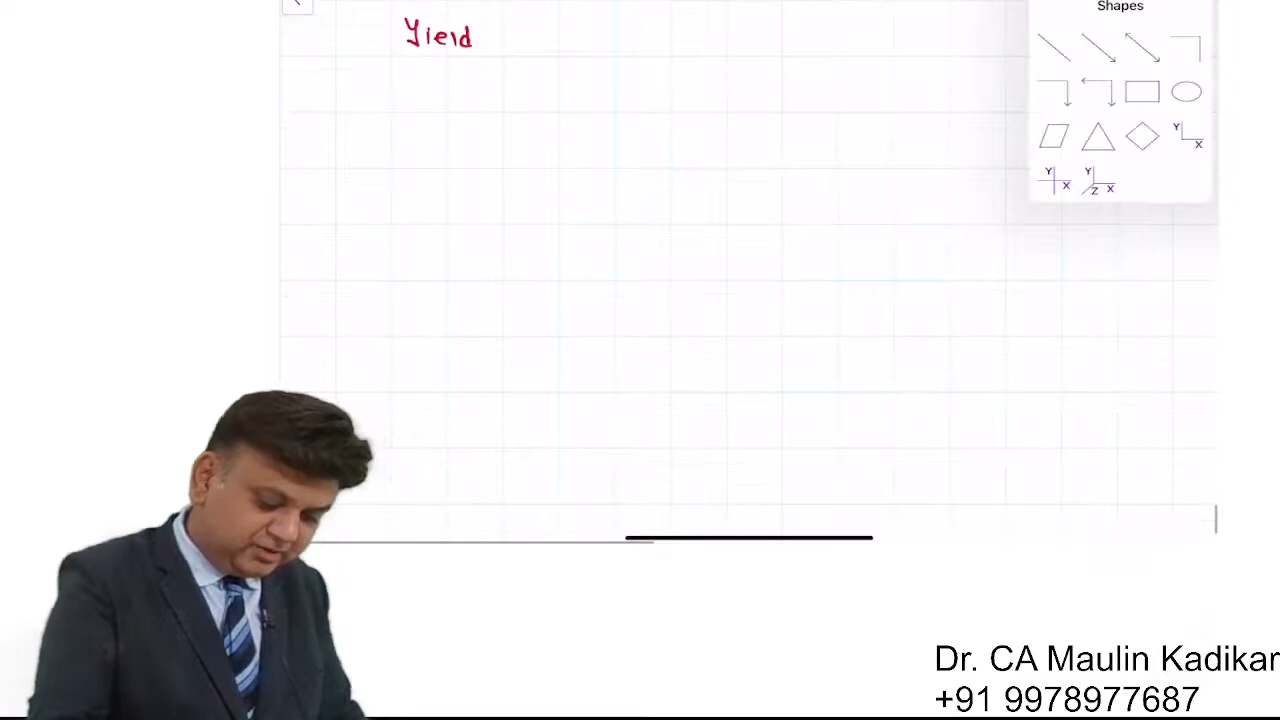 Shapes
Yield
Y
X
Y
X
Y
Z
X
Dr. CA Maulin Kadikar
+91 9978977687